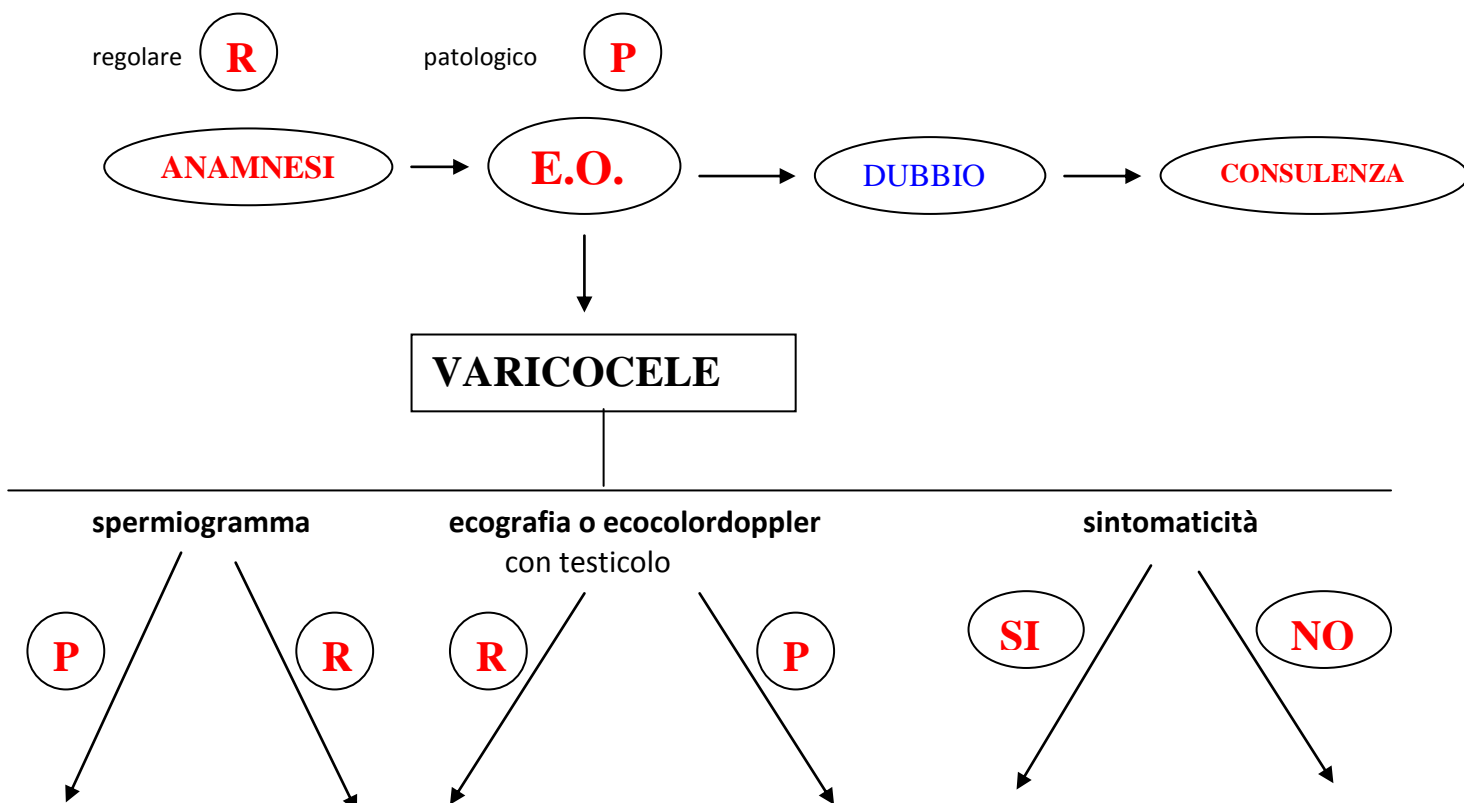 regolare R patologico P
ANAMNESI E.O. DUBBIO CONSULENZA
VARICOCELE
spermiogramma ecografia o ecocolordoppler sintomaticità
con testicolo
P R R P SI NO